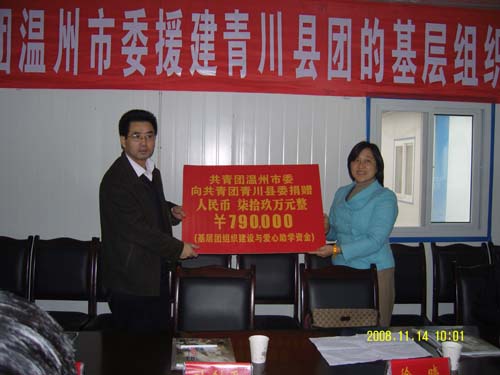 团温州市委援建青川县团的基层组织
共青团温州市委
向共青团青川县委捐赠
人民币 柒拾玖万元整
￥790,000
(基层团组织建设与爱心助学资金)
2008.11.14 10:01